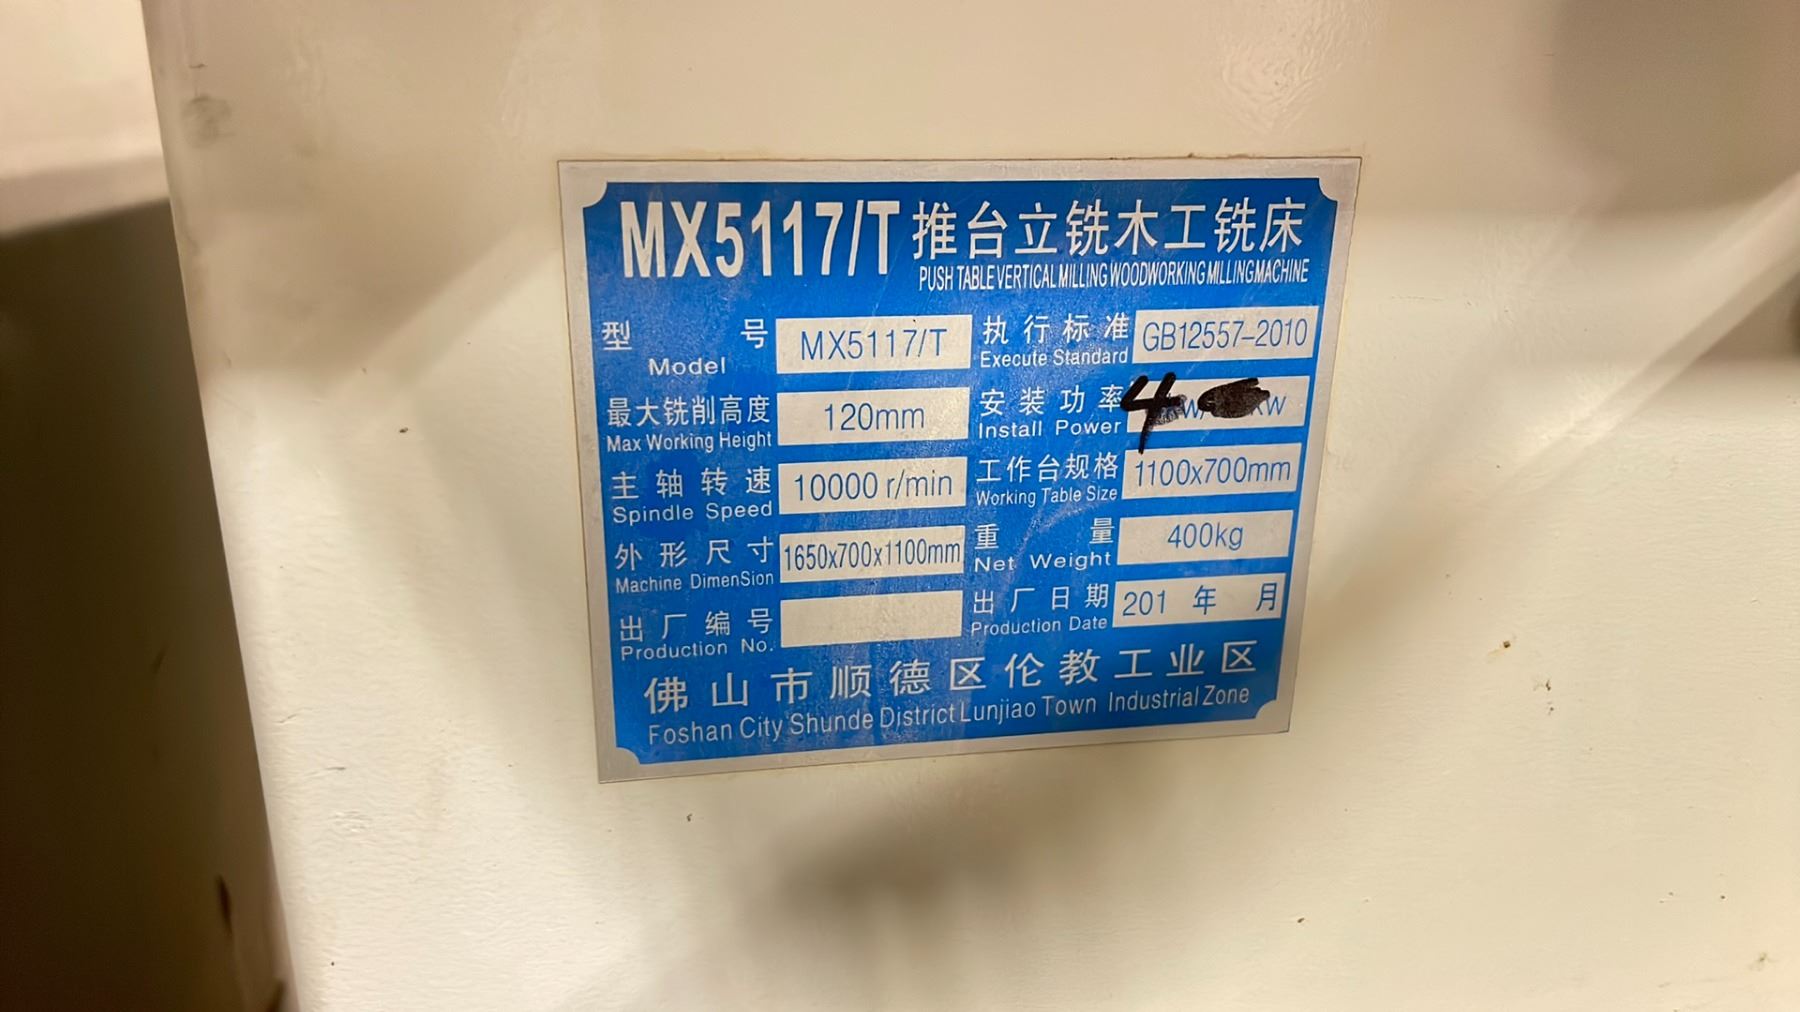 MX5117/T 推台立铣木工铣床
PUSH TABLE VERTICAL MILLING WOODWORKING MILLING MACHINE
型号 Model MX5117/T 执行标准 Execute Standard GB12557-2010
最大铣削高度 Max Working Height 120mm 安装功率 Install Power 4 KW
主轴转速 Spindle Speed 10000 r/min 工作台规格 Working Table Size 1100x700mm
外形尺寸 Machine DimenSion 1650x700x1100mm 重量 Net Weight 400kg
出厂编号 Production No. 出厂日期 Production Date 201 年 月
佛山市顺德区伦教工业区
Foshan City Shunde District Lunjiao Town Industrial Zone